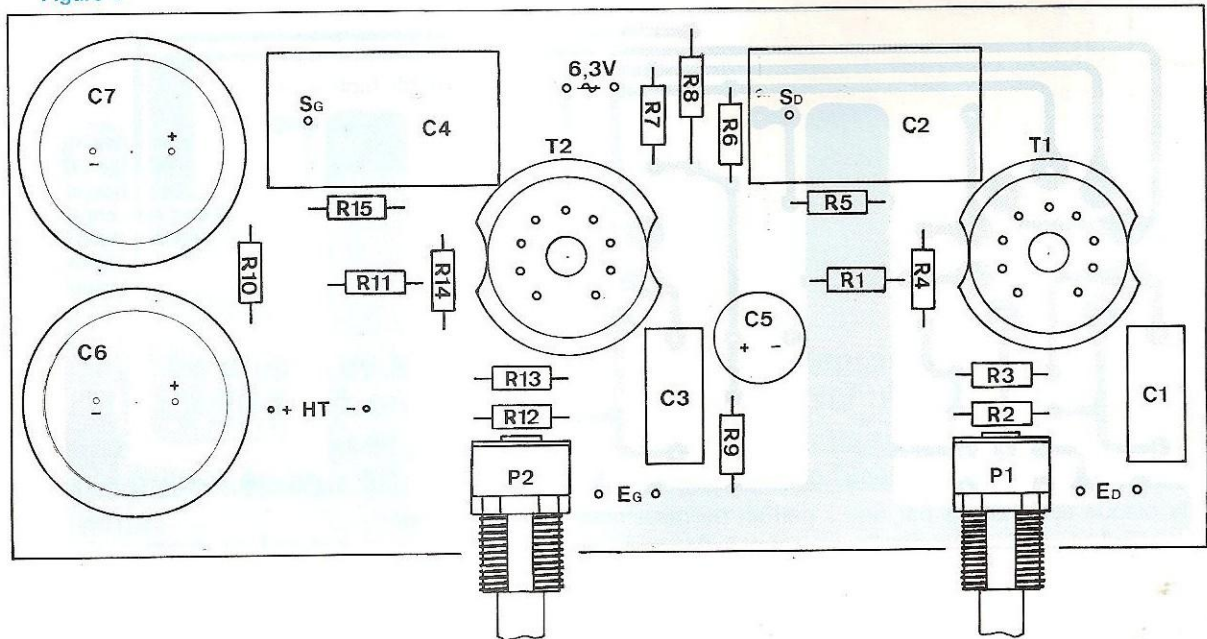 Figure
C7
- +
SG
C4
6,3V
R7
R8
R6
SD
C2
T2
T1
R15
R5
R10
R11
R14
R1
R4
C5
+ -
C6
- +
+ HT -
R13
R12
C3
R9
R3
R2
C1
P2
EG
P1
ED